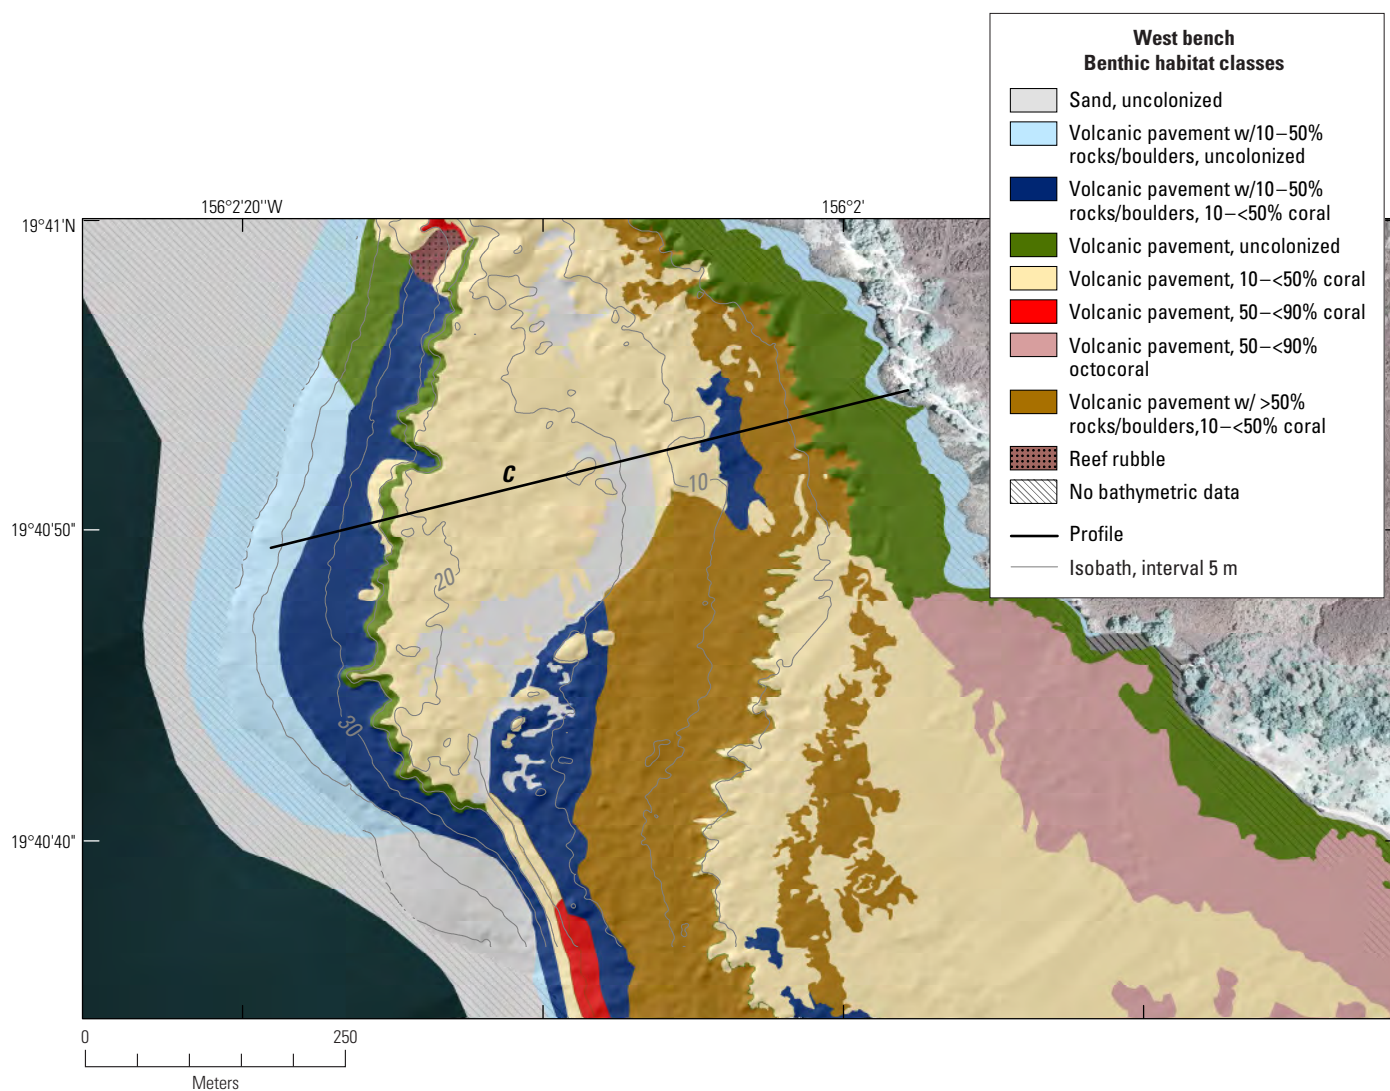 West bench
Benthic habitat classes
Sand, uncolonized
Volcanic pavement w/10–50%
rocks/boulders, uncolonized
Volcanic pavement w/10–50%
rocks/boulders, 10–<50% coral
Volcanic pavement, uncolonized
Volcanic pavement, 10–<50% coral
Volcanic pavement, 50–<90% coral
Volcanic pavement, 50–<90%
octocoral
Volcanic pavement w/ >50%
rocks/boulders,10–<50% coral
Reef rubble
No bathymetric data
Profile
Isobath, interval 5 m
156°2'20"W
156°2'
19°41'N
C
10
19°40'50"
20
30
19°40'40"
5
0
250
Meters